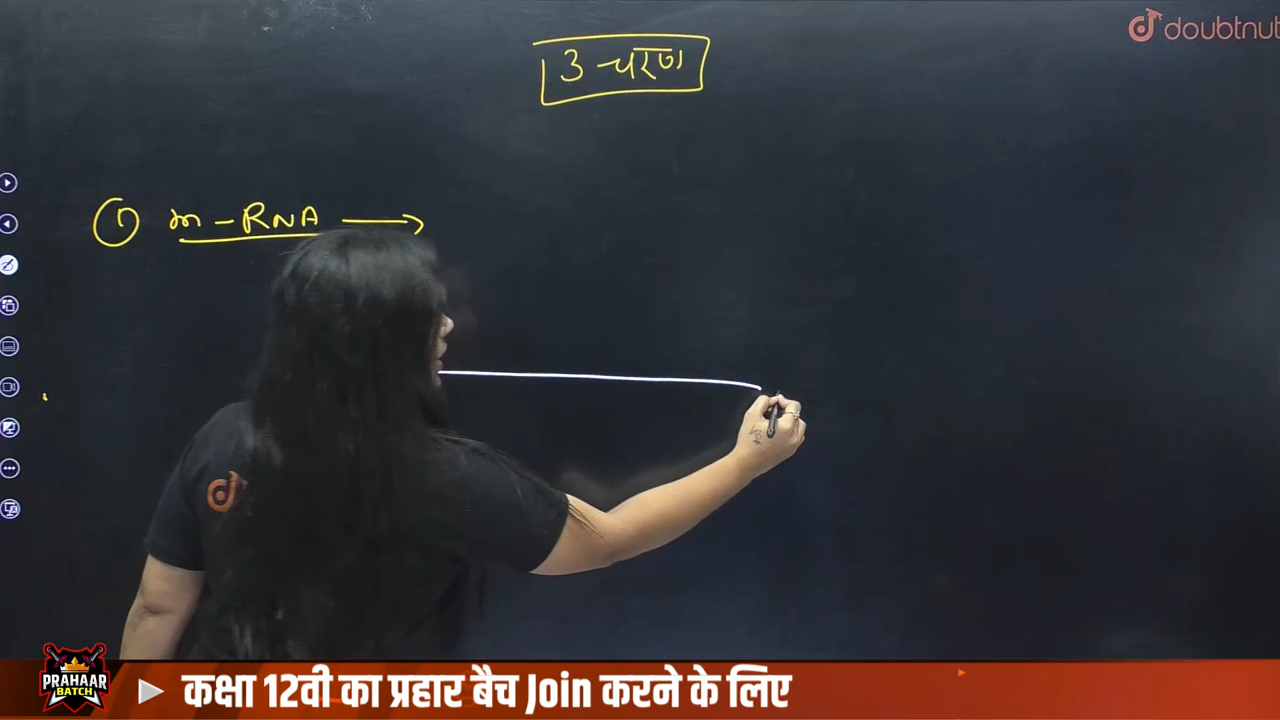 doubtnut
3 चरण
① m-RNA →
PRAHAAR
BATCH
कक्षा 12वी का प्रहार बैच Join करने के लिए